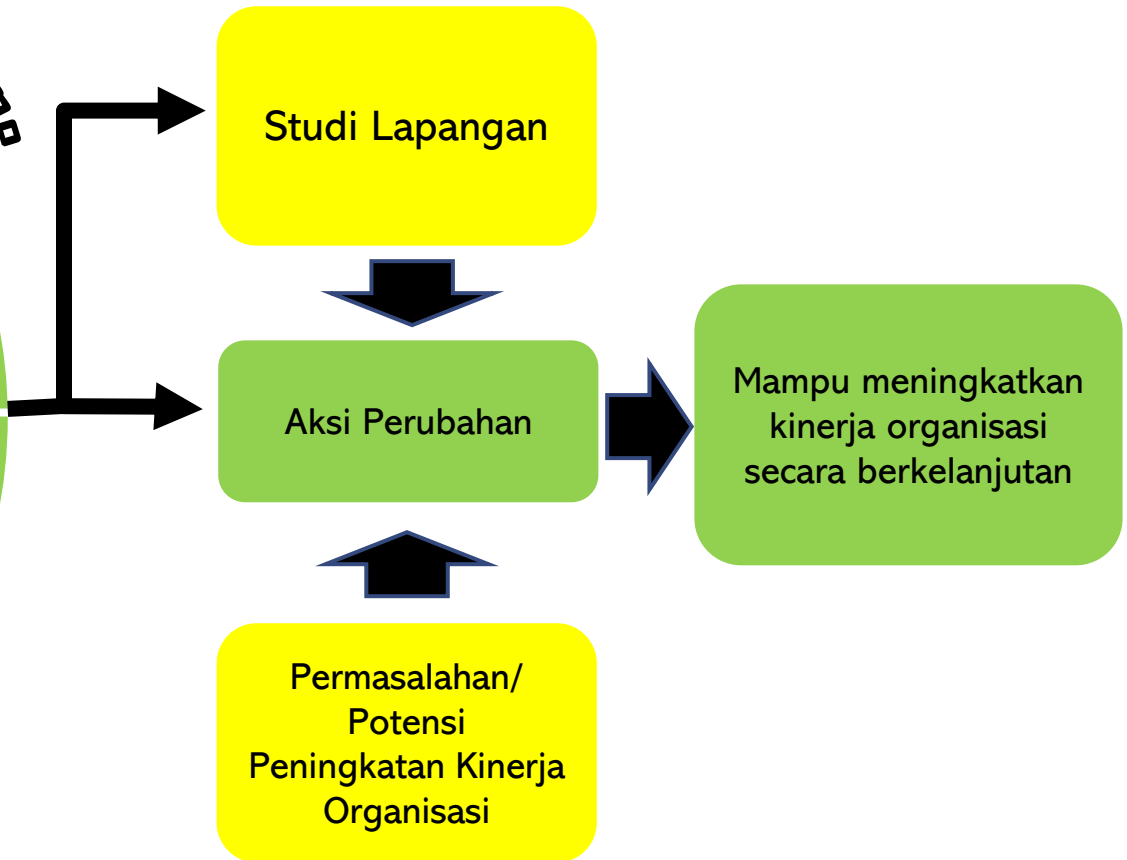 Studi Lapangan
Aksi Perubahan
Mampu meningkatkan
kinerja organisasi
secara berkelanjutan
Permasalahan/
Potensi
Peningkatan Kinerja
Organisasi